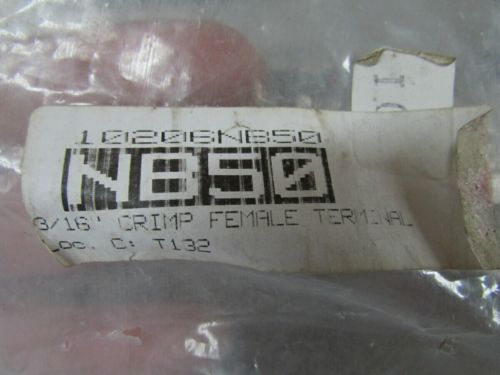 10206NB50
NB50
3/16" CRIMP FEMALE TERMINAL
Loc. C: T132